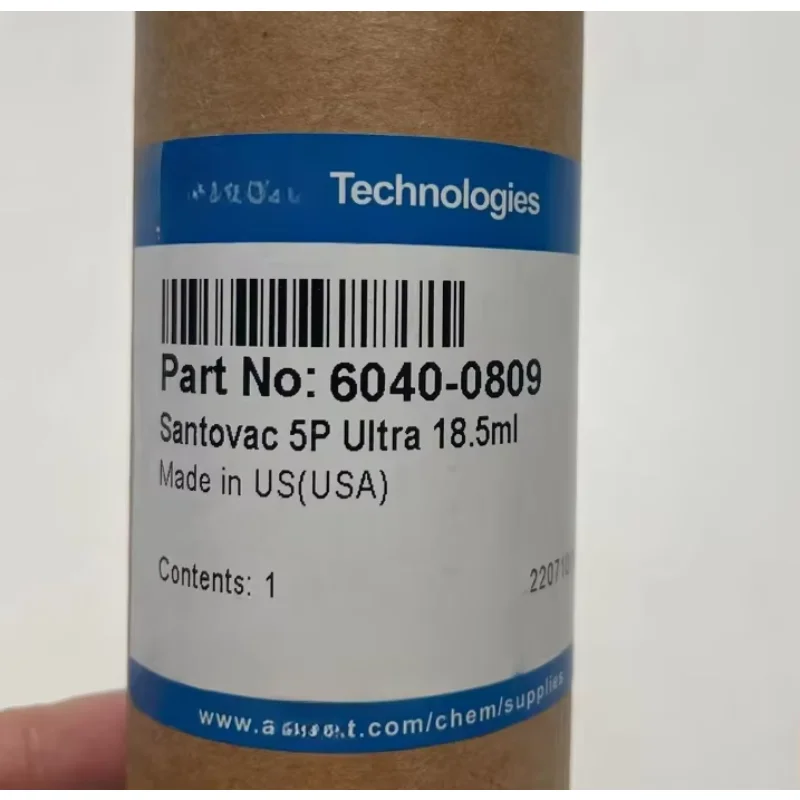 Technologies
Part No: 6040-0809
Santovac 5P Ultra 18.5ml
Made in US(USA)
Contents: 1